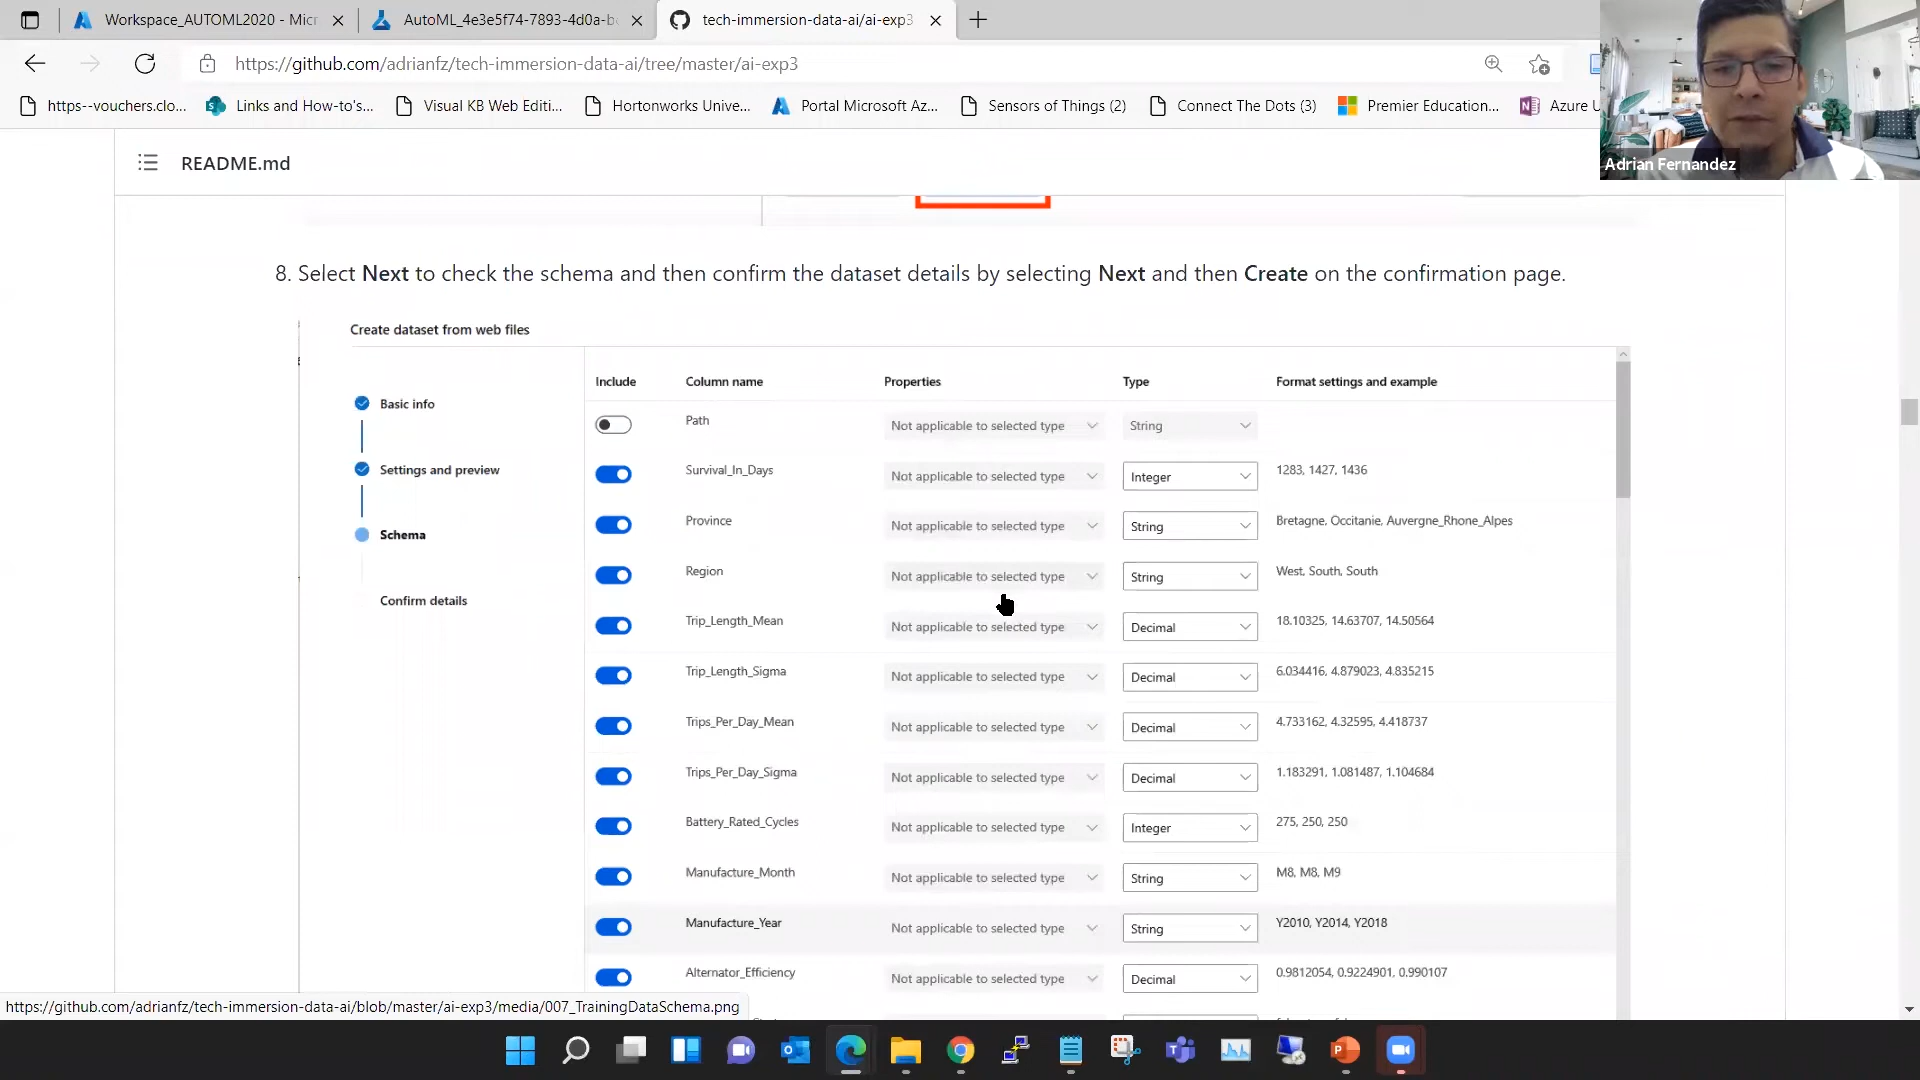 Workspace_AUTOML2020 - Micr
AutoML_4e3e5f74-7893-4d0a-b
tech-immersion-data-ai/ai-exp3
https://github.com/adrianfz/tech-immersion-data-ai/tree/master/ai-exp3
https--vouchers.clo...
Links and How-to's...
Visual KB Web Editi...
Hortonworks Unive...
Portal Microsoft Az...
Sensors of Things (2)
Connect The Dots (3)
Premier Education...
Azure U
Adrian Fernandez
README.md
8. Select Next to check the schema and then confirm the dataset details by selecting Next and then Create on the confirmation page.
Create dataset from web files
Basic info
Settings and preview
Schema
Confirm details
Include Column name Properties Type Format settings and example
Path Not applicable to selected type String
Survival_In_Days Not applicable to selected type Integer 1283, 1427, 1436
Province Not applicable to selected type String Bretagne, Occitanie, Auvergne_Rhone_Alpes
Region Not applicable to selected type String West, South, South
Trip_Length_Mean Not applicable to selected type Decimal 18.10325, 14.63707, 14.50564
Trip_Length_Sigma Not applicable to selected type Decimal 6.034416, 4.879023, 4.835215
Trips_Per_Day_Mean Not applicable to selected type Decimal 4.733162, 4.32595, 4.418737
Trips_Per_Day_Sigma Not applicable to selected type Decimal 1.183291, 1.081487, 1.104684
Battery_Rated_Cycles Not applicable to selected type Integer 275, 250, 250
Manufacture_Month Not applicable to selected type String M8, M8, M9
Manufacture_Year Not applicable to selected type String Y2010, Y2014, Y2018
Alternator_Efficiency Not applicable to selected type Decimal 0.9812054, 0.9224901, 0.990107
https://github.com/adrianfz/tech-immersion-data-ai/blob/master/ai-exp3/media/007_TrainingDataSchema.png